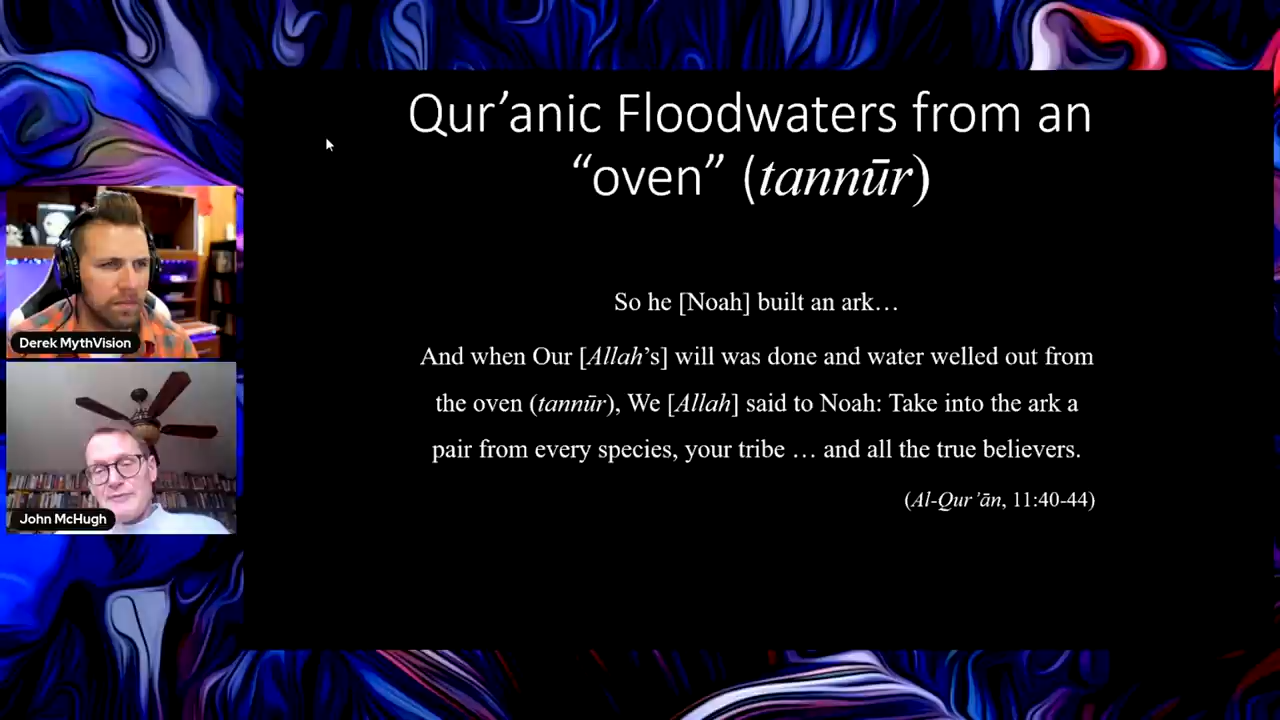 Qur’anic Floodwaters from an
“oven” (tannūr)
So he [Noah] built an ark…
And when Our [Allah’s] will was done and water welled out from
the oven (tannūr), We [Allah] said to Noah: Take into the ark a
pair from every species, your tribe … and all the true believers.
(Al-Qur’ān, 11:40-44)
Derek MythVision
John McHugh